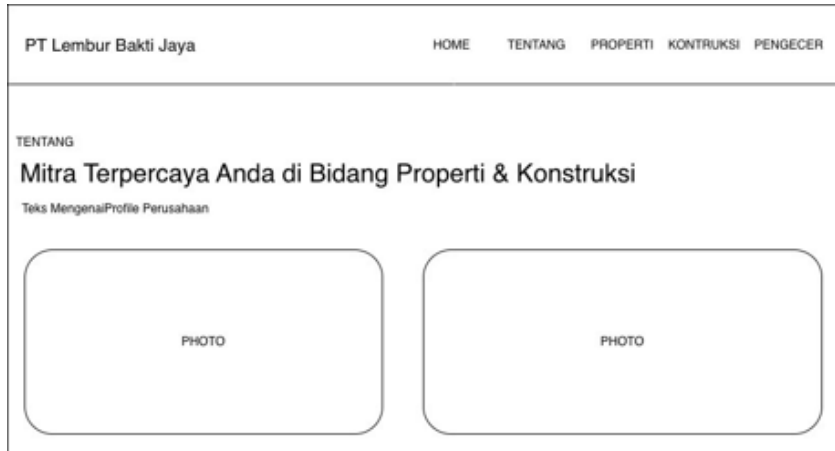 PT Lembur Bakti Jaya HOME TENTANG PROPERTI KONTRUKSI PENGECER
TENTANG
Mitra Terpercaya Anda di Bidang Properti & Konstruksi
Teks MengenaiProfile Perusahaan
PHOTO PHOTO